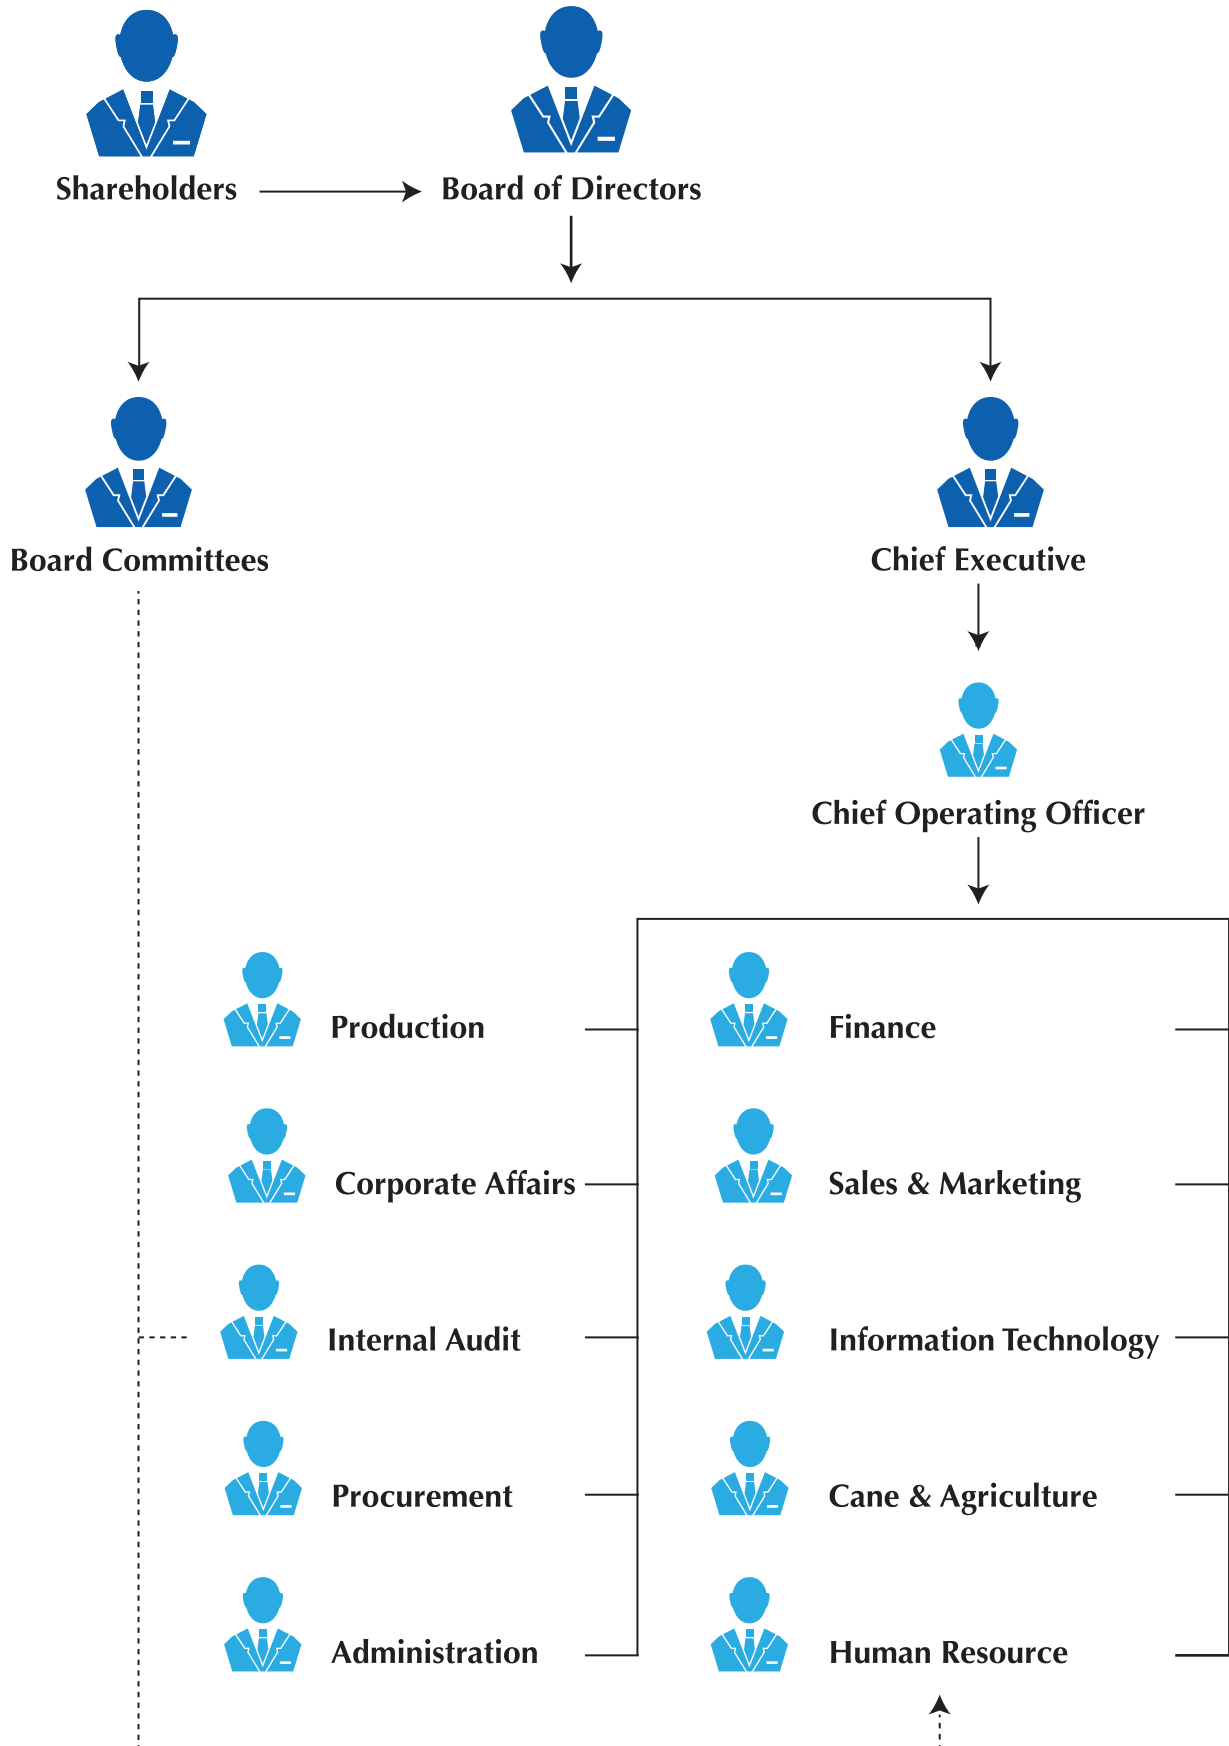 Shareholders
Board of Directors
Board Committees
Chief Executive
Chief Operating Officer
Production
Finance
Corporate Affairs
Sales & Marketing
Internal Audit
Information Technology
Procurement
Cane & Agriculture
Administration
Human Resource